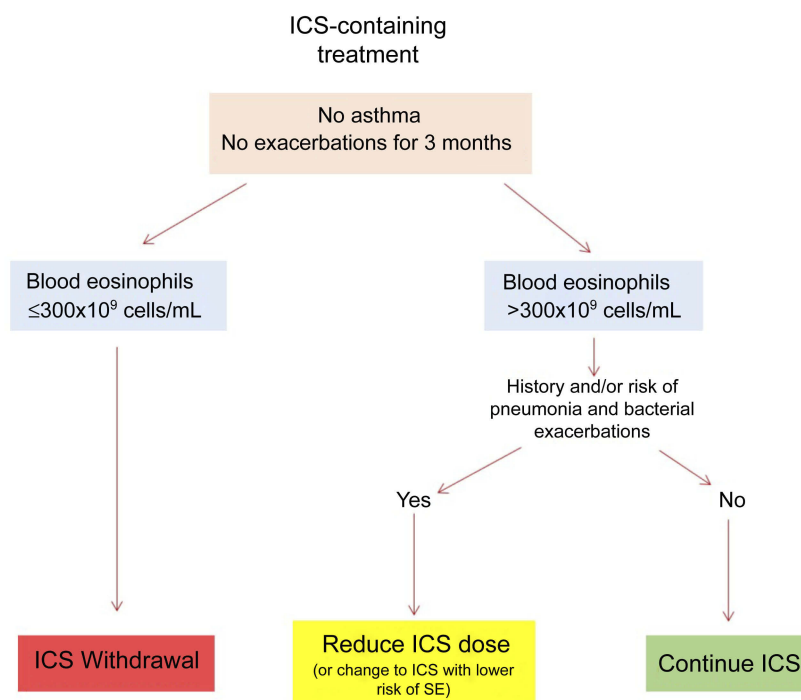 ICS-containing
treatment
No asthma
No exacerbations for 3 months
Blood eosinophils
≤300x10⁹ cells/mL
Blood eosinophils
>300x10⁹ cells/mL
History and/or risk of
pneumonia and bacterial
exacerbations
Yes
No
ICS Withdrawal
Reduce ICS dose
(or change to ICS with lower
risk of SE)
Continue ICS